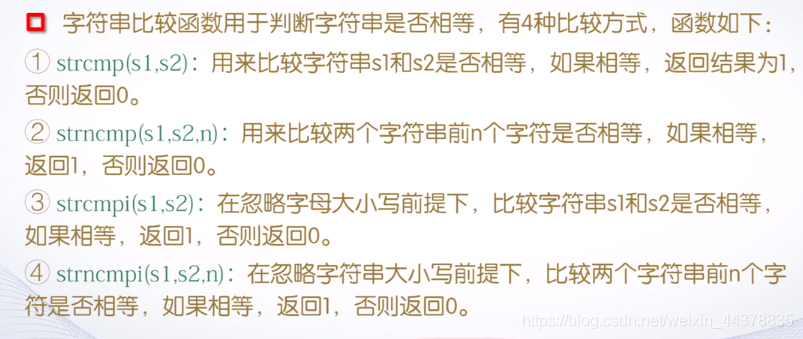 字符串比较函数用于判断字符串是否相等，有4种比较方式，函数如下：
① strcmp(s1,s2)：用来比较字符串s1和s2是否相等，如果相等，返回结果为1，
否则返回0。
② strncmp(s1,s2,n)：用来比较两个字符串前n个字符是否相等，如果相等，
返回1，否则返回0。
③ strcmpi(s1,s2)：在忽略字母大小写前提下，比较字符串s1和s2是否相等，
如果相等，返回1，否则返回0。
④ strncmpi(s1,s2,n)：在忽略字符串大小写前提下，比较两个字符串前n个字
符是否相等，如果相等，返回1，否则返回0。
https://blog.csdn.net/weixin_44378835